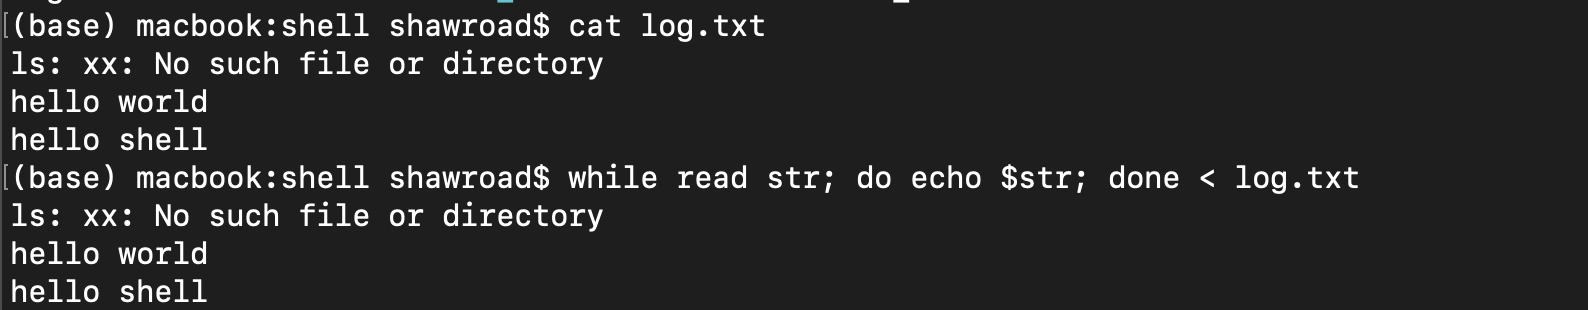 [(base) macbook:shell shawroad$ cat log.txt
ls: xx: No such file or directory
hello world
hello shell
[(base) macbook:shell shawroad$ while read str; do echo $str; done < log.txt
ls: xx: No such file or directory
hello world
hello shell